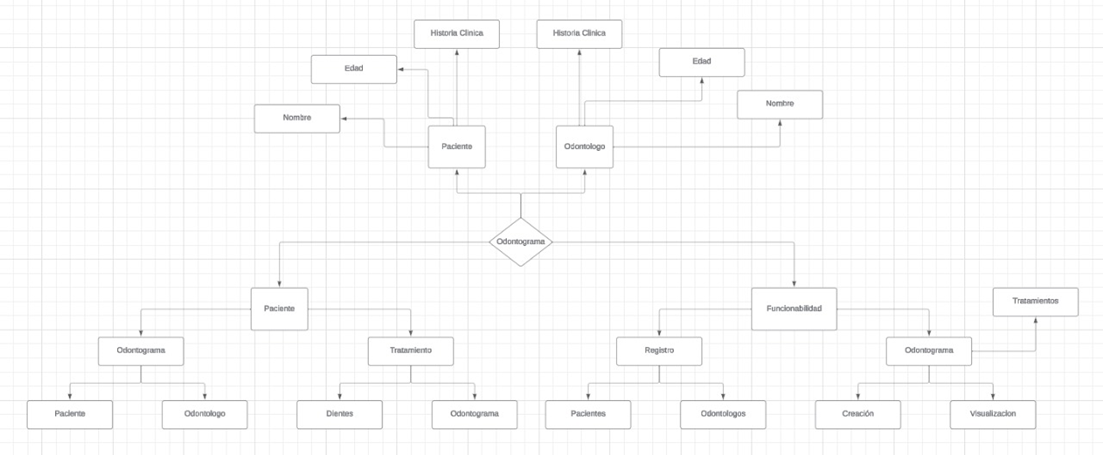 Historia Clinica
Historia Clinica
Edad
Edad
Nombre
Nombre
Paciente
Odontologo
Odontograma
Paciente
Funcionabilidad
Tratamientos
Odontograma
Tratamiento
Registro
Odontograma
Paciente
Odontologo
Dientes
Odontograma
Pacientes
Odontologos
Creación
Visualizacion